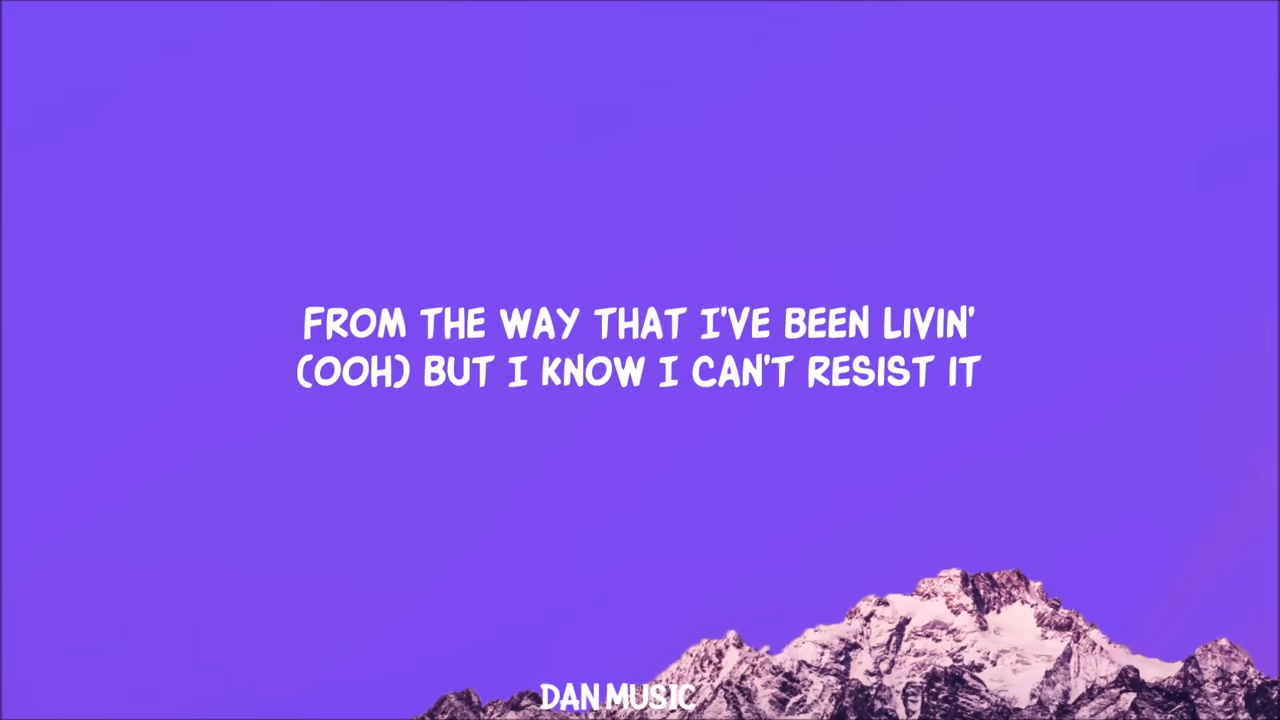 FROM THE WAY THAT I'VE BEEN LIVIN'
(OOH) BUT I KNOW I CAN'T RESIST IT
DAN MUSIC